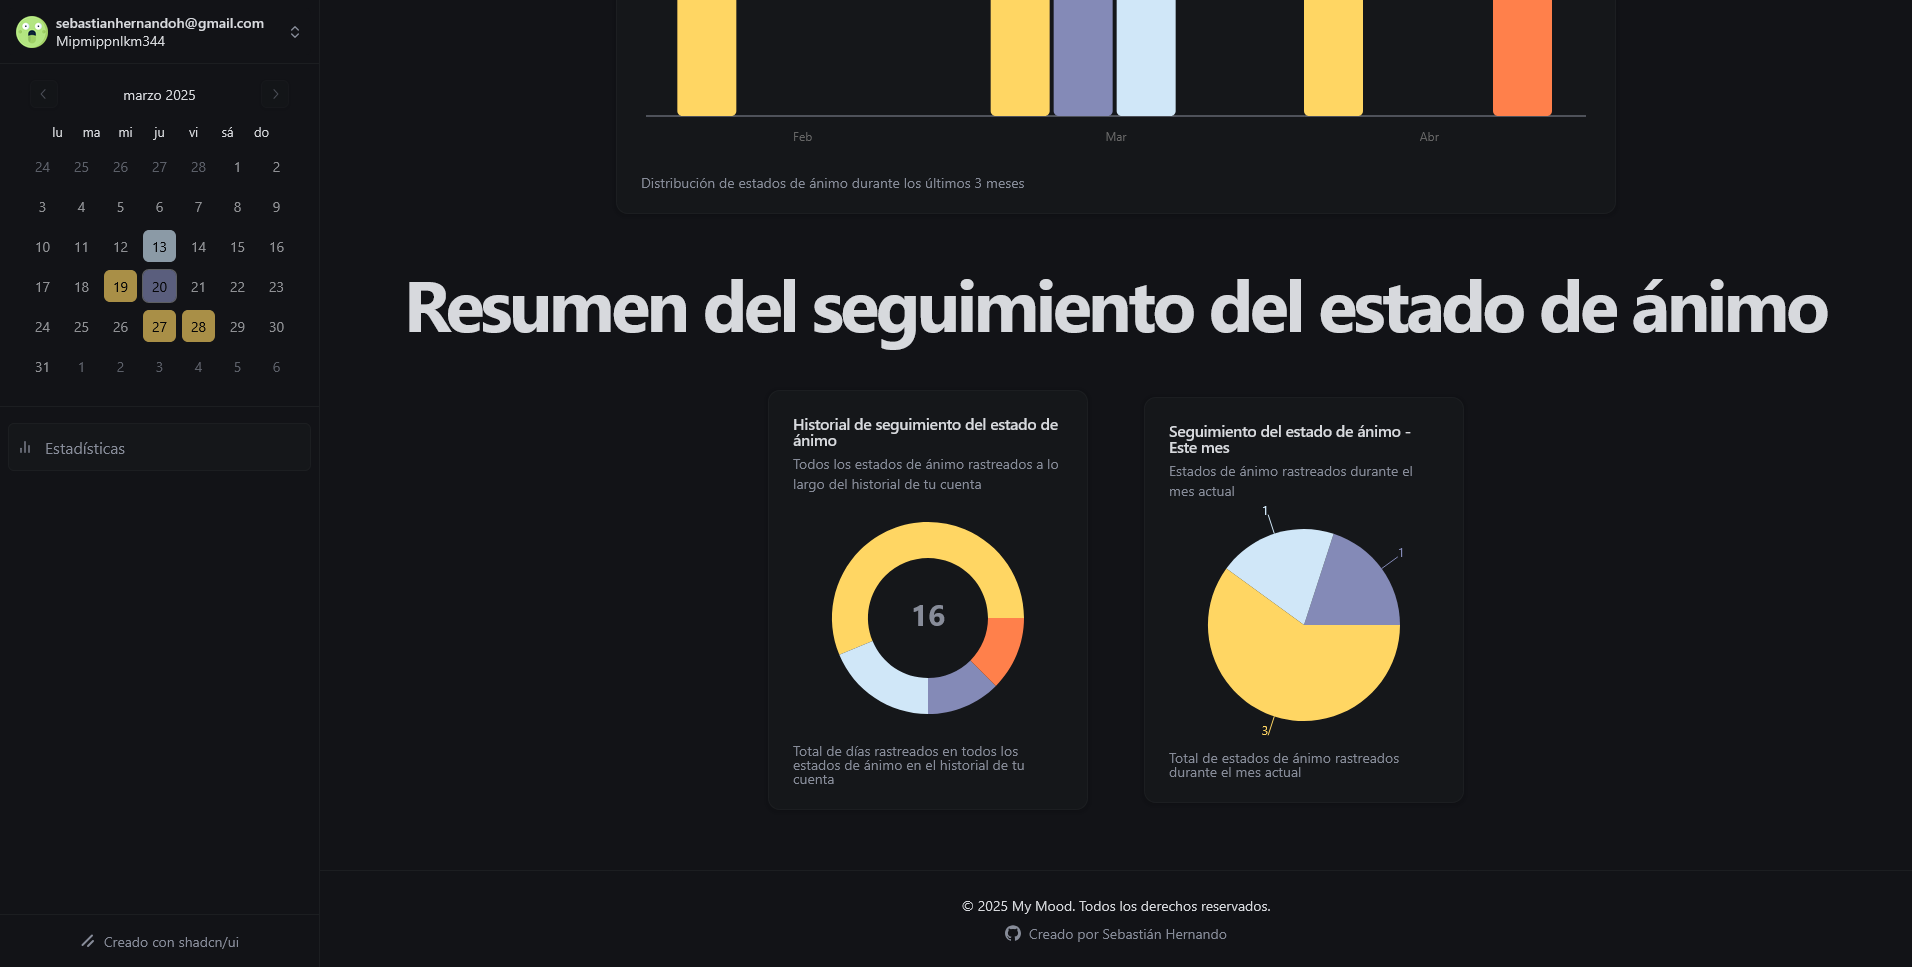 sebastianhernandoh@gmail.com
Mipmippnlkm344
marzo 2025
lu ma mi ju vi sá do
24 25 26 27 28 1 2
3 4 5 6 7 8 9
10 11 12 13 14 15 16
17 18 19 20 21 22 23
24 25 26 27 28 29 30
31 1 2 3 4 5 6
Estadísticas
Creado con shadcn/ui
Feb Mar Abr
Distribución de estados de ánimo durante los últimos 3 meses
Resumen del seguimiento del estado de ánimo
Historial de seguimiento del estado de
ánimo
Todos los estados de ánimo rastreados a lo
largo del historial de tu cuenta
16
Total de días rastreados en todos los
estados de ánimo en el historial de tu
cuenta
Seguimiento del estado de ánimo -
Este mes
Estados de ánimo rastreados durante el
mes actual
1
1
3
Total de estados de ánimo rastreados
durante el mes actual
© 2025 My Mood. Todos los derechos reservados.
Creado por Sebastián Hernando